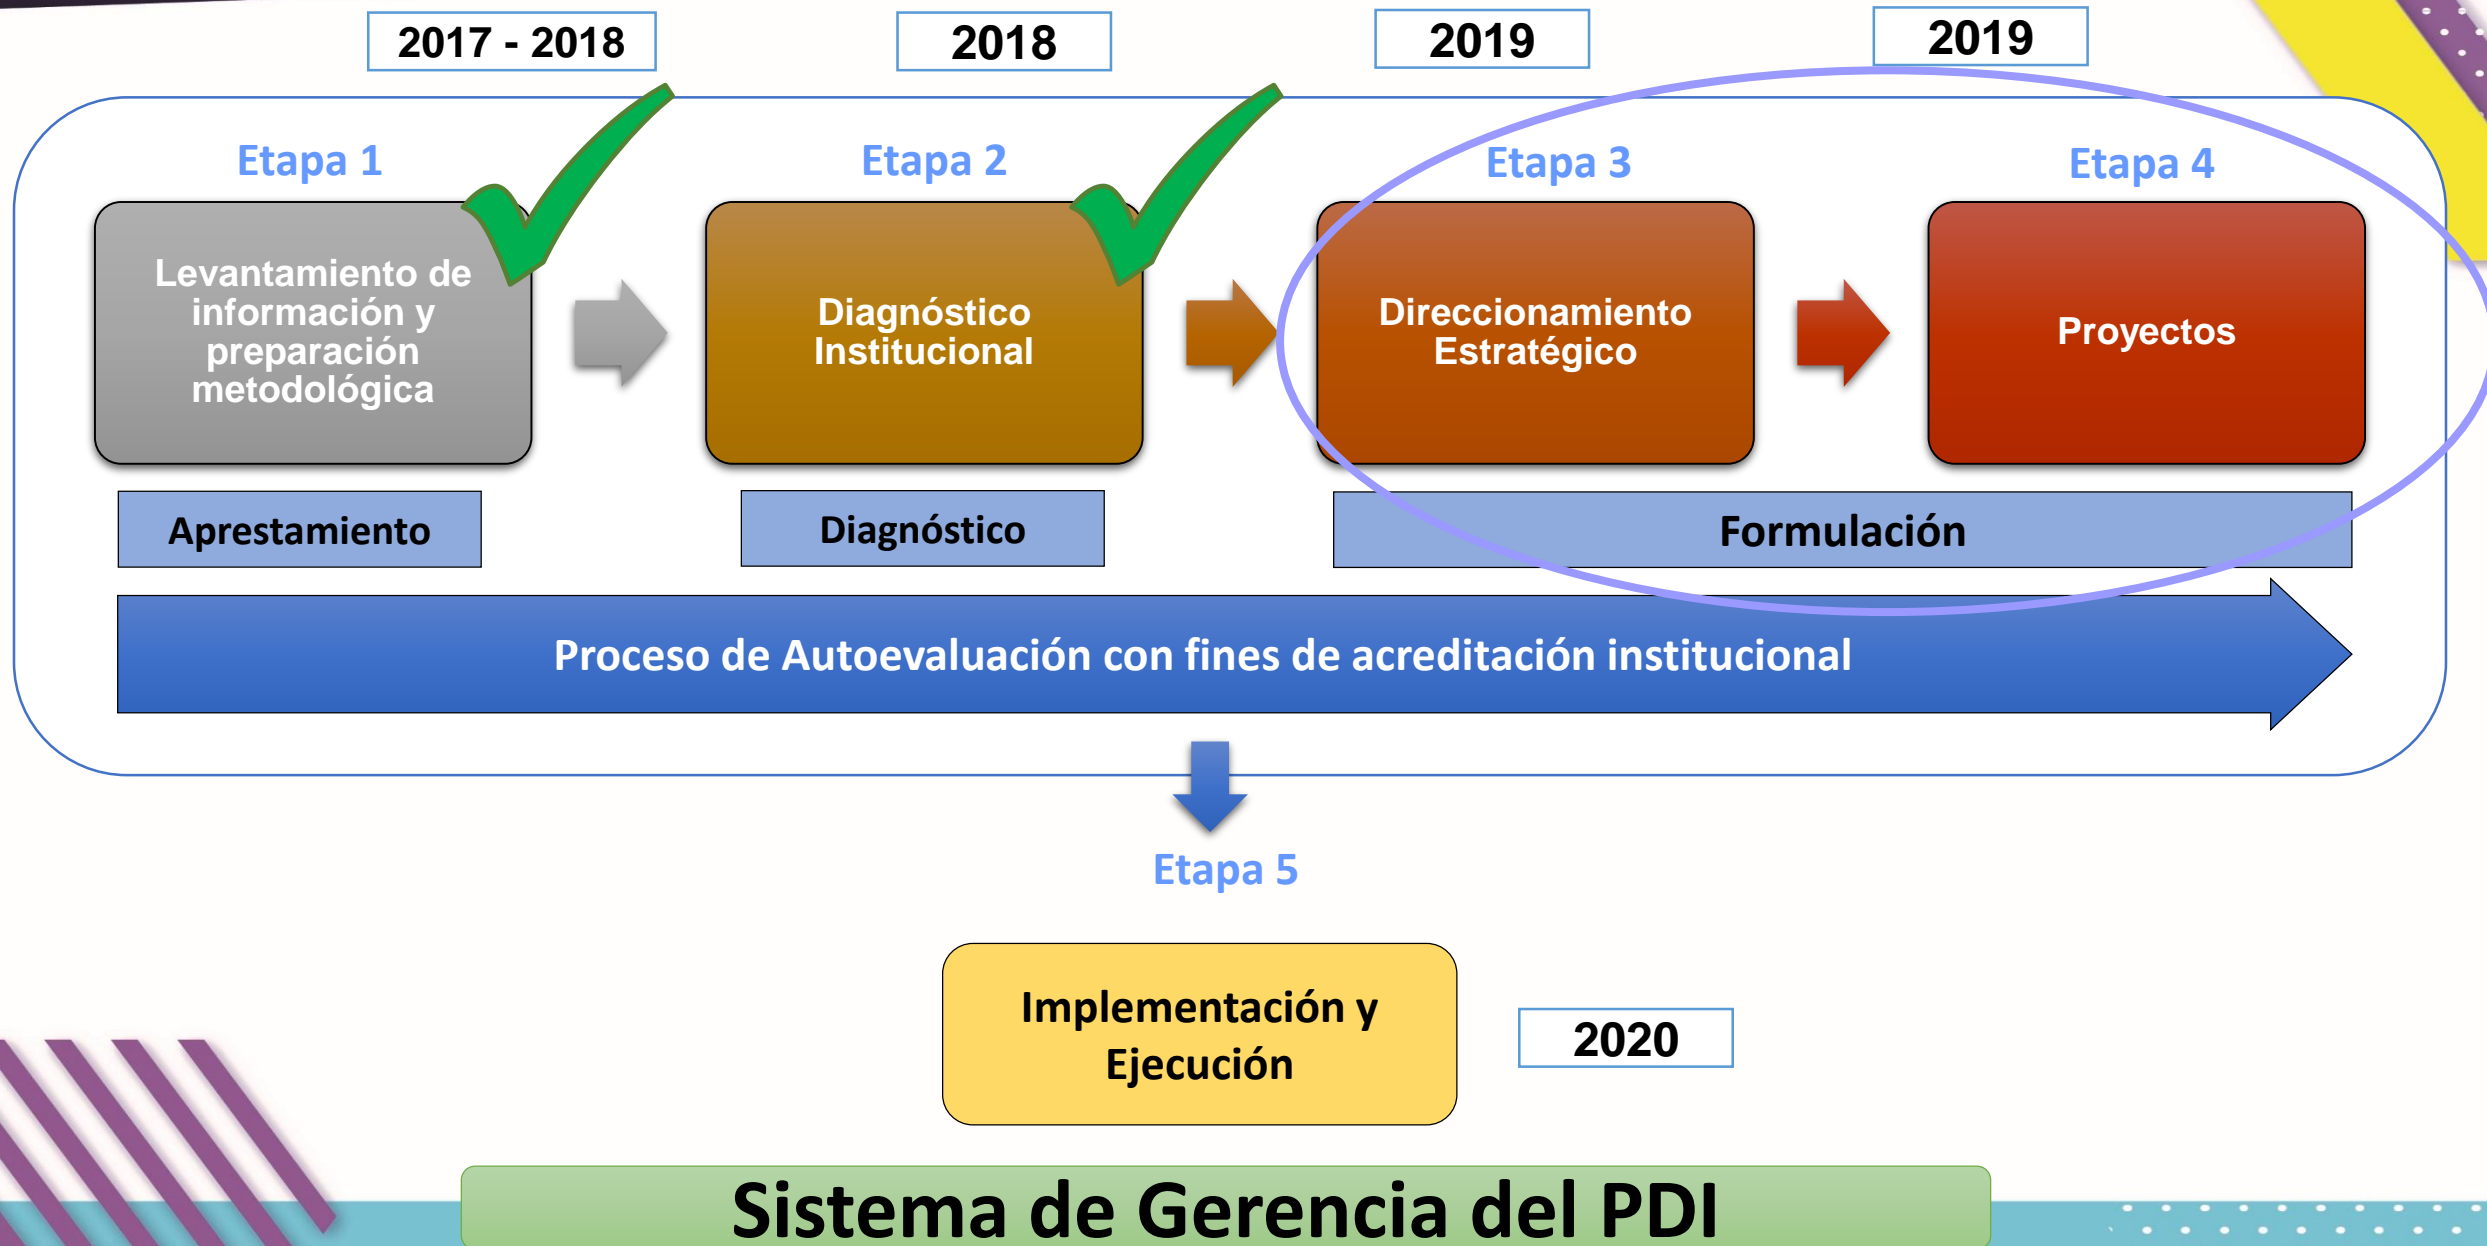 2017 - 2018
2018
2019
2019
Etapa 1
Etapa 2
Etapa 3
Etapa 4
Levantamiento de
información y
preparación
metodológica
Diagnóstico
Institucional
Direccionamiento
Estratégico
Proyectos
Aprestamiento
Diagnóstico
Formulación
Proceso de Autoevaluación con fines de acreditación institucional
Etapa 5
Implementación y
Ejecución
2020
Sistema de Gerencia del PDI